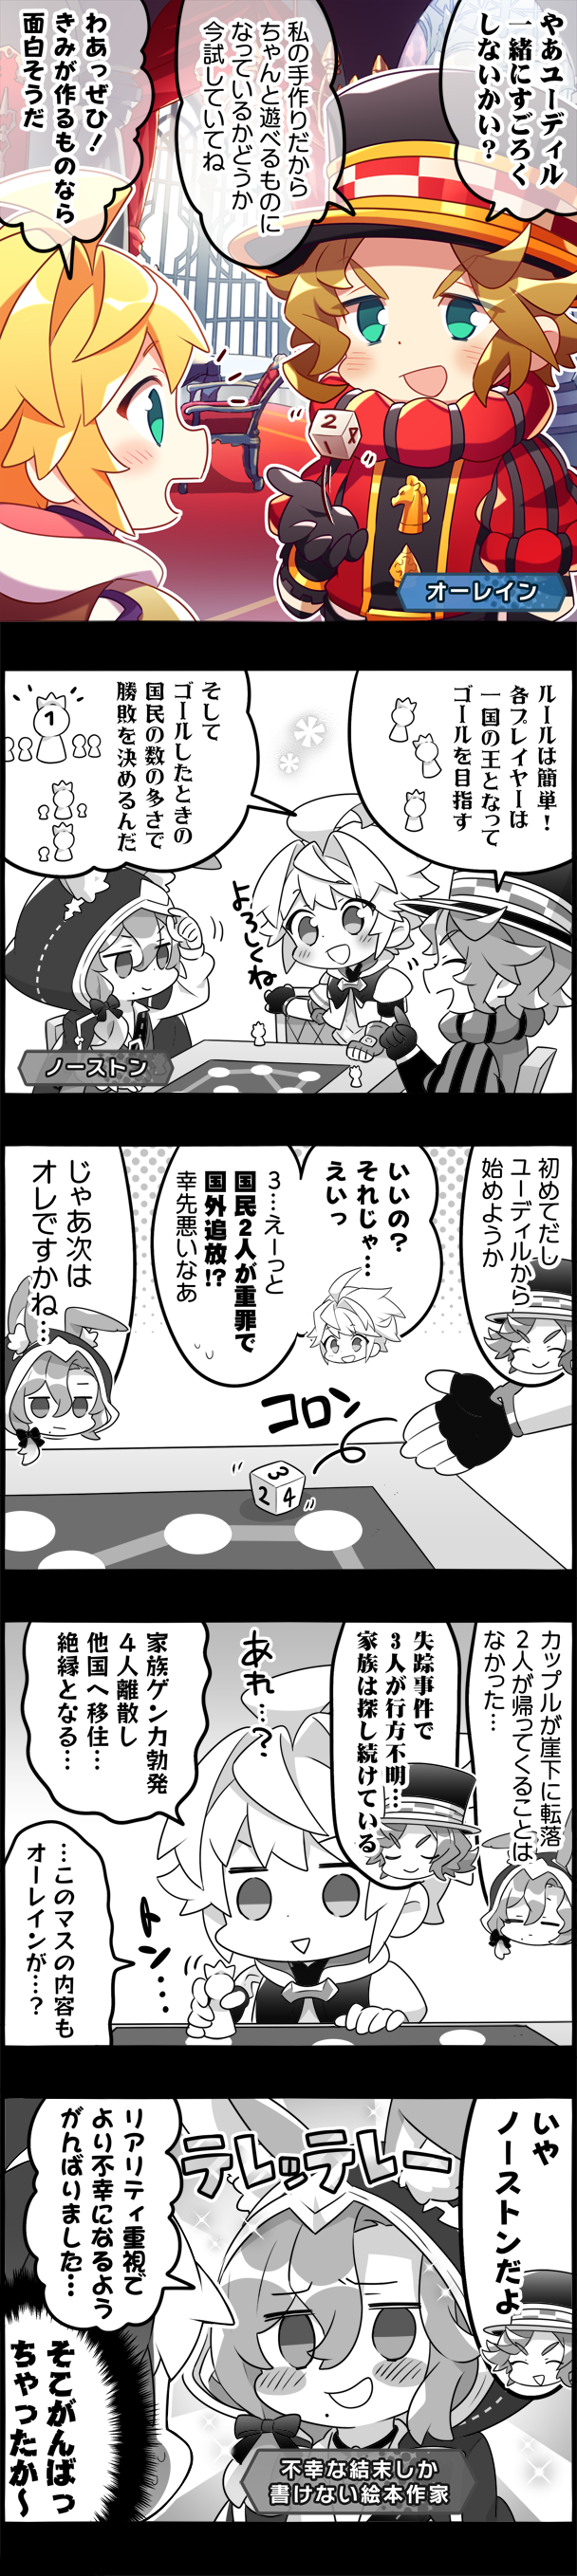 やあユーディル
一緒にすごろく
しないかい?
私の手作りだから
ちゃんと遊べるものに
なっているかどうか
今試していてね
わあっぜひ!
きみが作るものなら
面白そうだ
2
1
オーレイン
ルールは簡単!
各プレイヤーは
一国の王となって
ゴールを目指す
そして
ゴールしたときの
国民の数の多さで
勝敗を決めるんだ
1
よろしくね
ノーストン
初めてだし
ユーディルから
始めようか
いいの?
それじゃ…
えいっ
3…えーっと
国民2人が重罪で
国外追放!?
幸先悪いなあ
じゃあ次は
オレですかね…
コロン
3
2 4
カップルが崖下に転落
2人が帰ってくることは
なかった…
失踪事件で
3人が行方不明…
家族は探し続けている
あれ…?
家族ゲンカ勃発
4人離散し
他国へ移住…
絶縁となる…
トン…
…このマスの内容も
オーレインが…?
いや
ノーストンだよ
テレッテレー
リアリティ重視で
より不幸になるよう
がんばりました…
そこがんばっ
ちゃったか〜
不幸な結末しか
書けない絵本作家